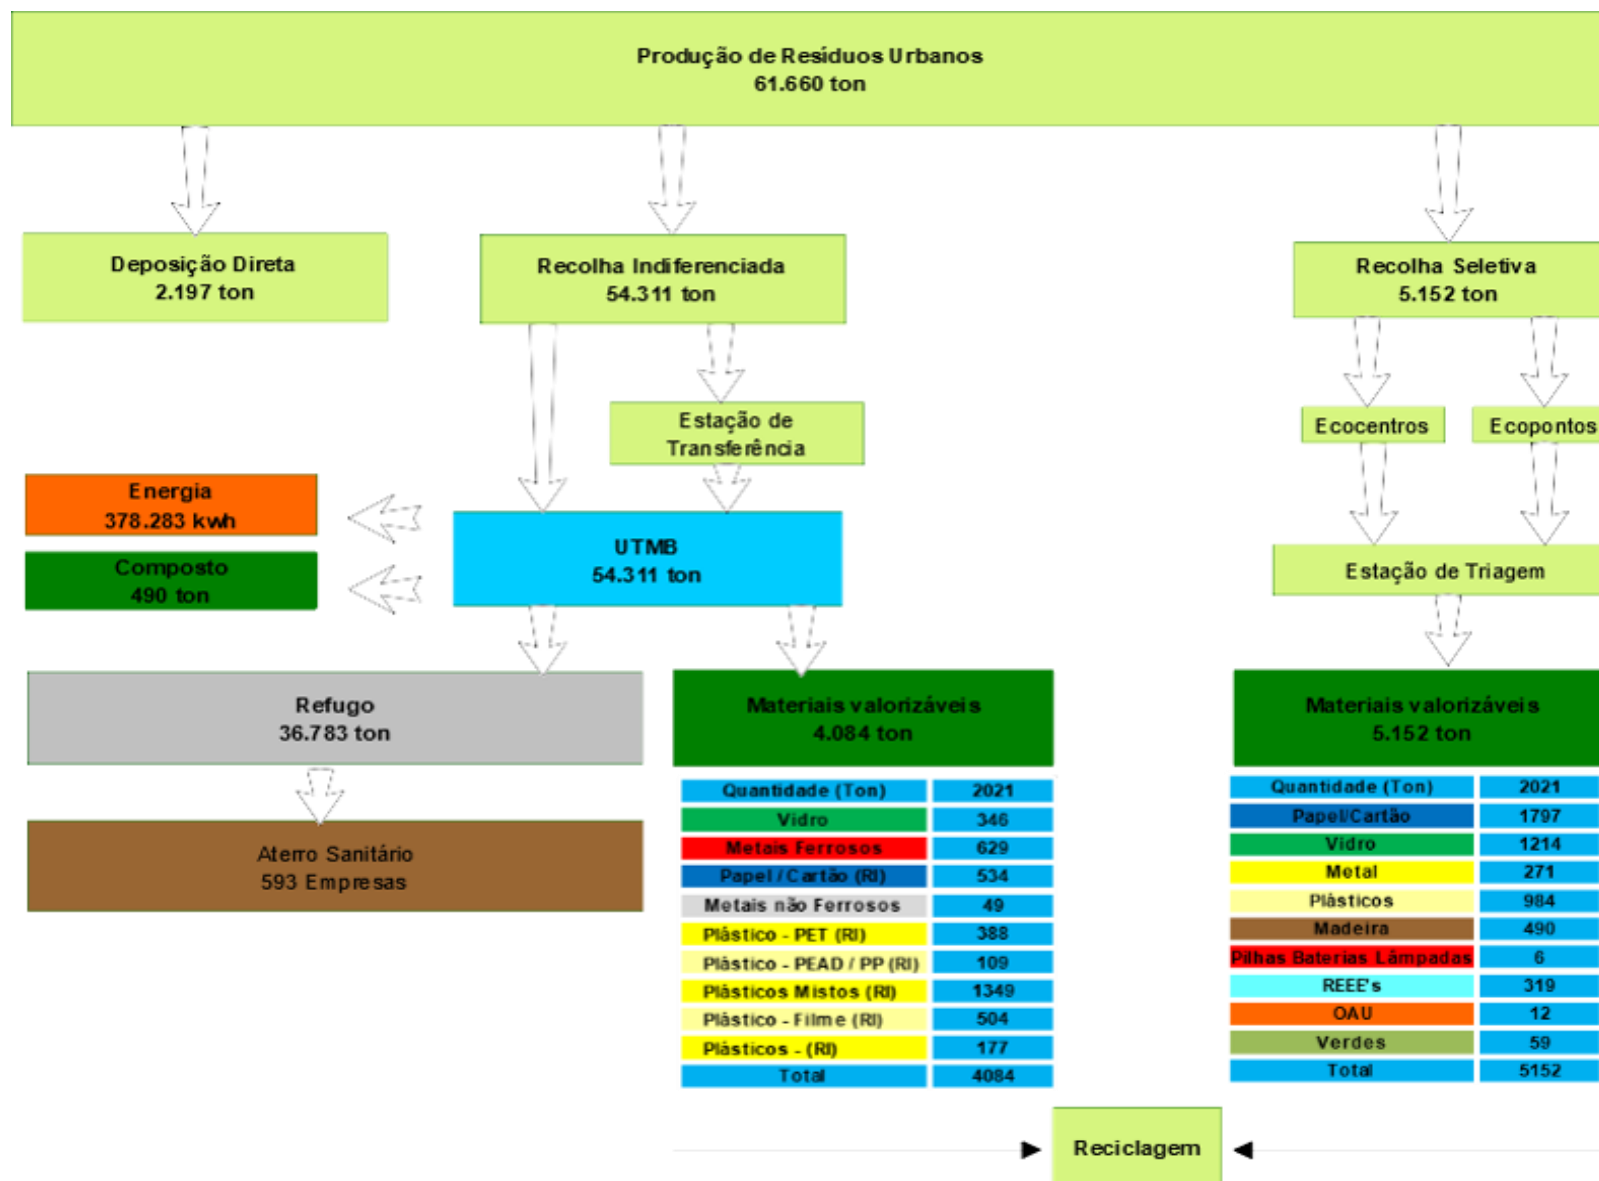 Produção de Resíduos Urbanos
61.660 ton
Deposição Direta
2.197 ton
Recolha Indiferenciada
54.311 ton
Recolha Seletiva
5.152 ton
Estação de
Transferência
Ecocentros
Ecopontos
Energia
378.283 kwh
Composto
490 ton
UTMB
54.311 ton
Estação de Triagem
Refugo
36.783 ton
Materiais valorizáveis
4.084 ton
Materiais valorizáveis
5.152 ton
Aterro Sanitário
593 Empresas
Quantidade (Ton) 2021
Vidro 346
Metais Ferrosos 629
Papel / Cartão (RI) 534
Metais não Ferrosos 49
Plástico - PET (RI) 388
Plástico - PEAD / PP (RI) 109
Plásticos Mistos (RI) 1349
Plástico - Filme (RI) 504
Plásticos - (RI) 177
Total 4084
Quantidade (Ton) 2021
Papel/Cartão 1797
Vidro 1214
Metal 271
Plásticos 984
Madeira 490
Pilhas Baterias Lâmpadas 6
REEE's 319
OAU 12
Verdes 59
Total 5152
Reciclagem